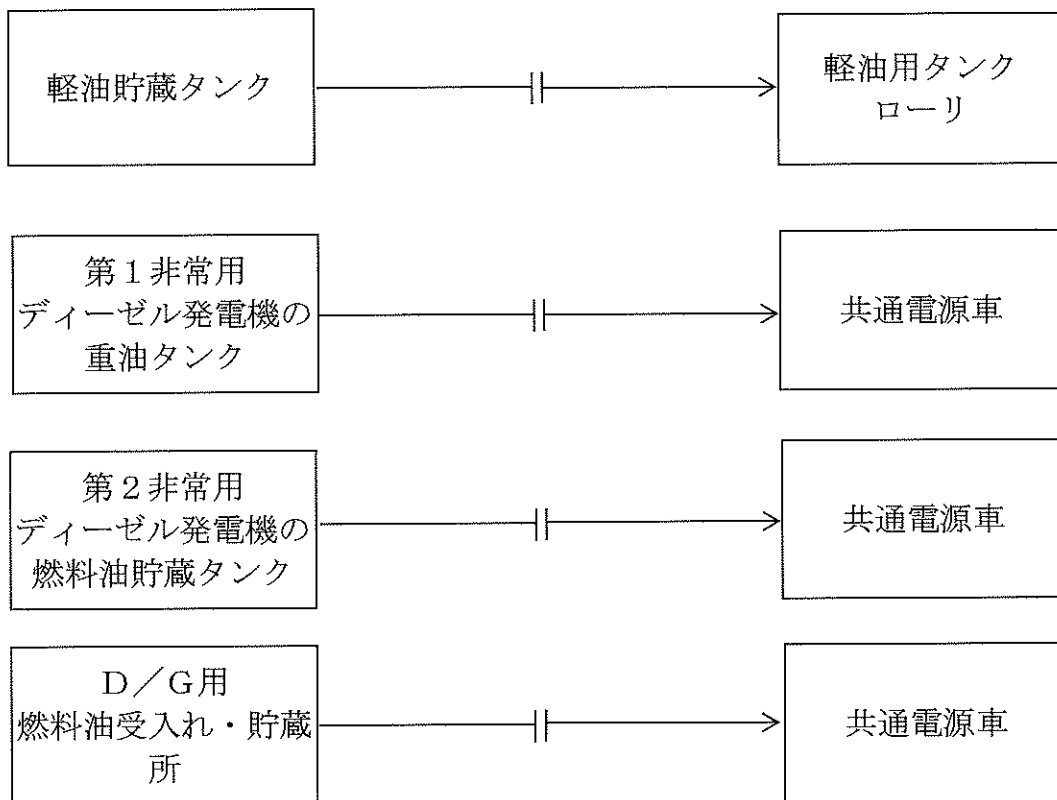 軽油貯蔵タンク
軽油用タンク
ローリ
第1非常用
ディーゼル発電機の
重油タンク
共通電源車
第2非常用
ディーゼル発電機の
燃料油貯蔵タンク
共通電源車
D/G用
燃料油受入れ・貯蔵
所
共通電源車